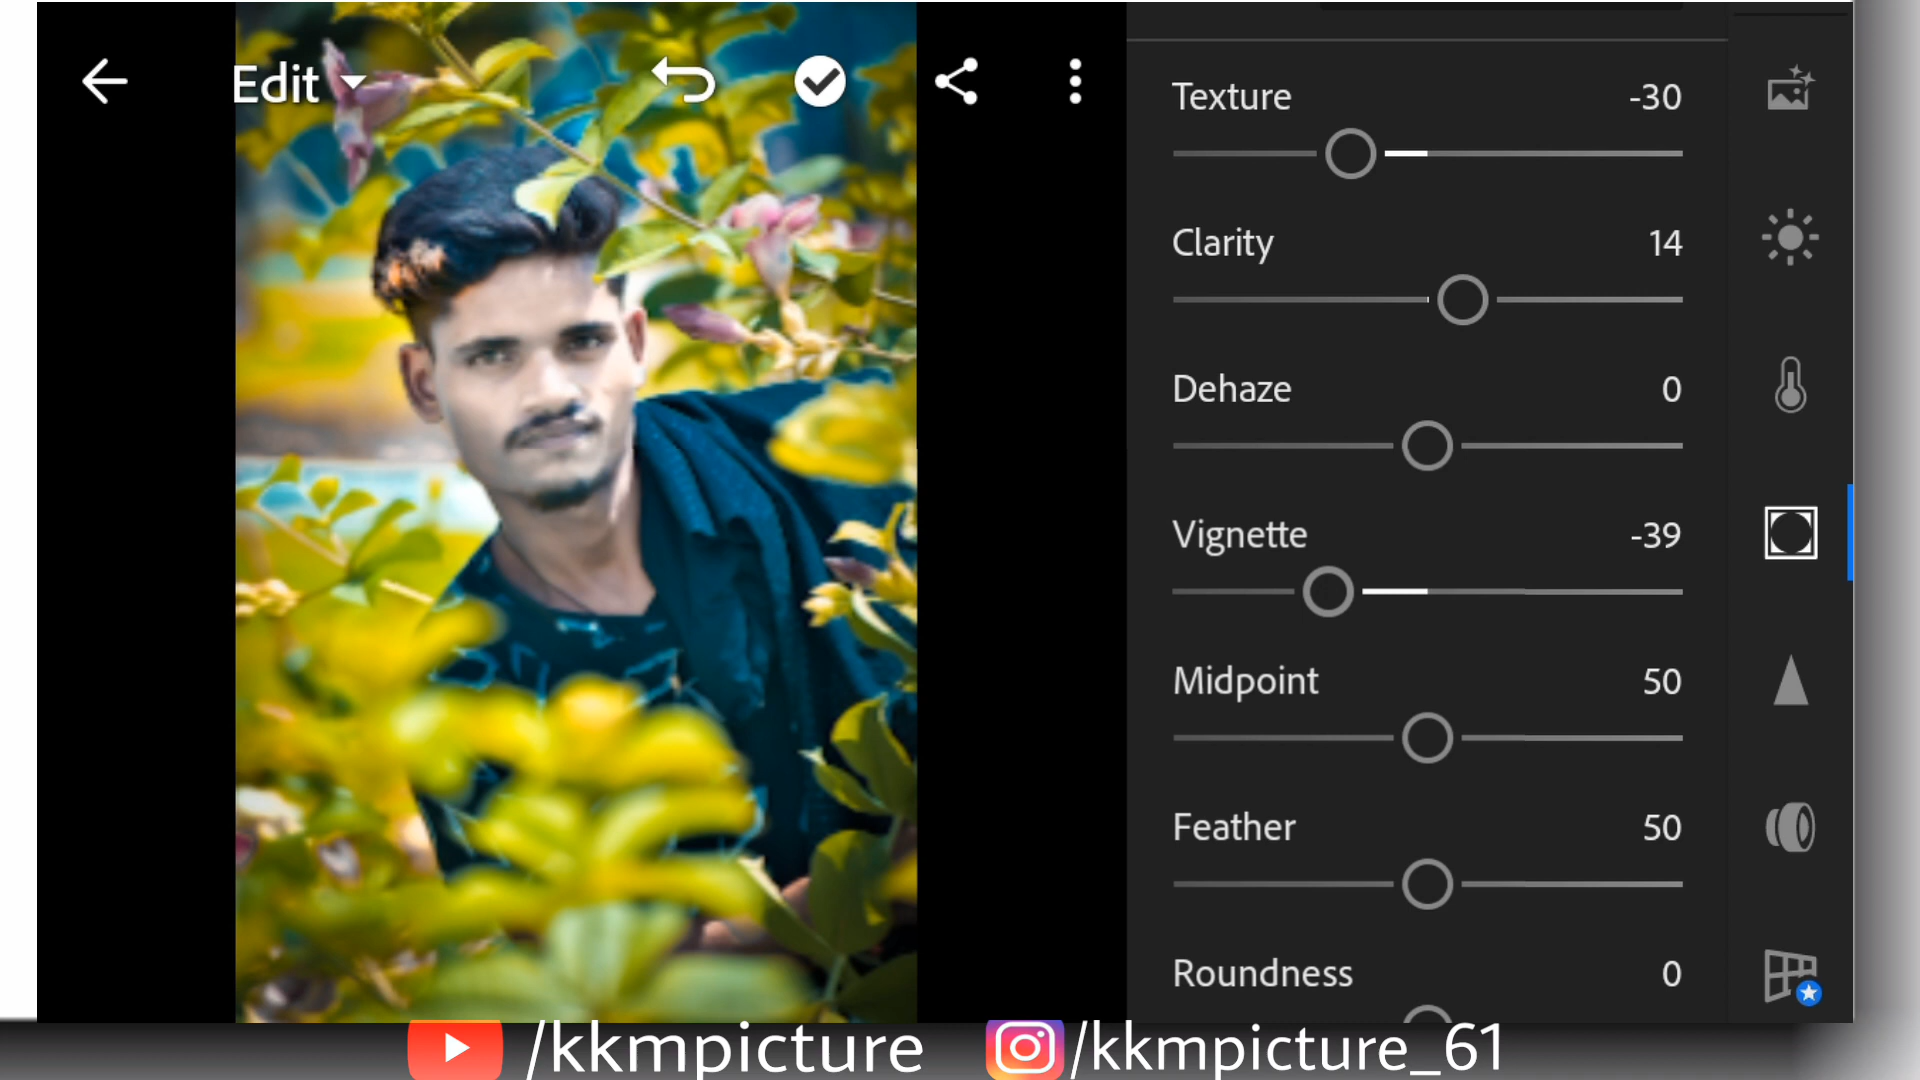 Edit
Texture -30
Clarity 14
Dehaze 0
Vignette -39
Midpoint 50
Feather 50
Roundness 0
/kkmpicture /kkmpicture_61